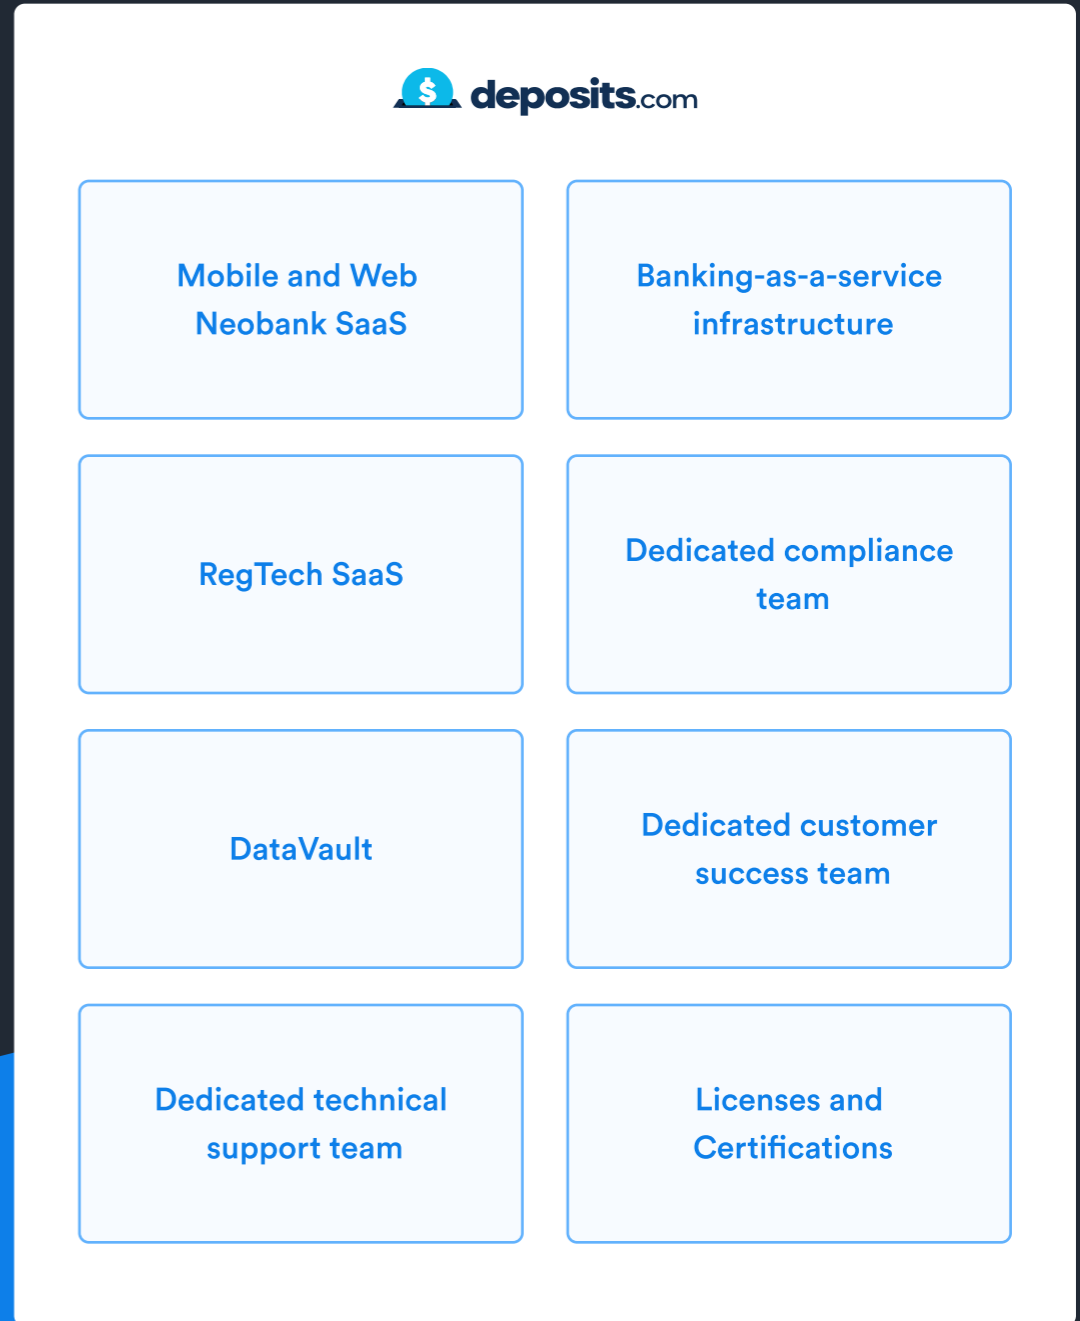 $ deposits.com
Mobile and Web
Neobank SaaS
Banking-as-a-service
infrastructure
RegTech SaaS
Dedicated compliance
team
DataVault
Dedicated customer
success team
Dedicated technical
support team
Licenses and
Certifications